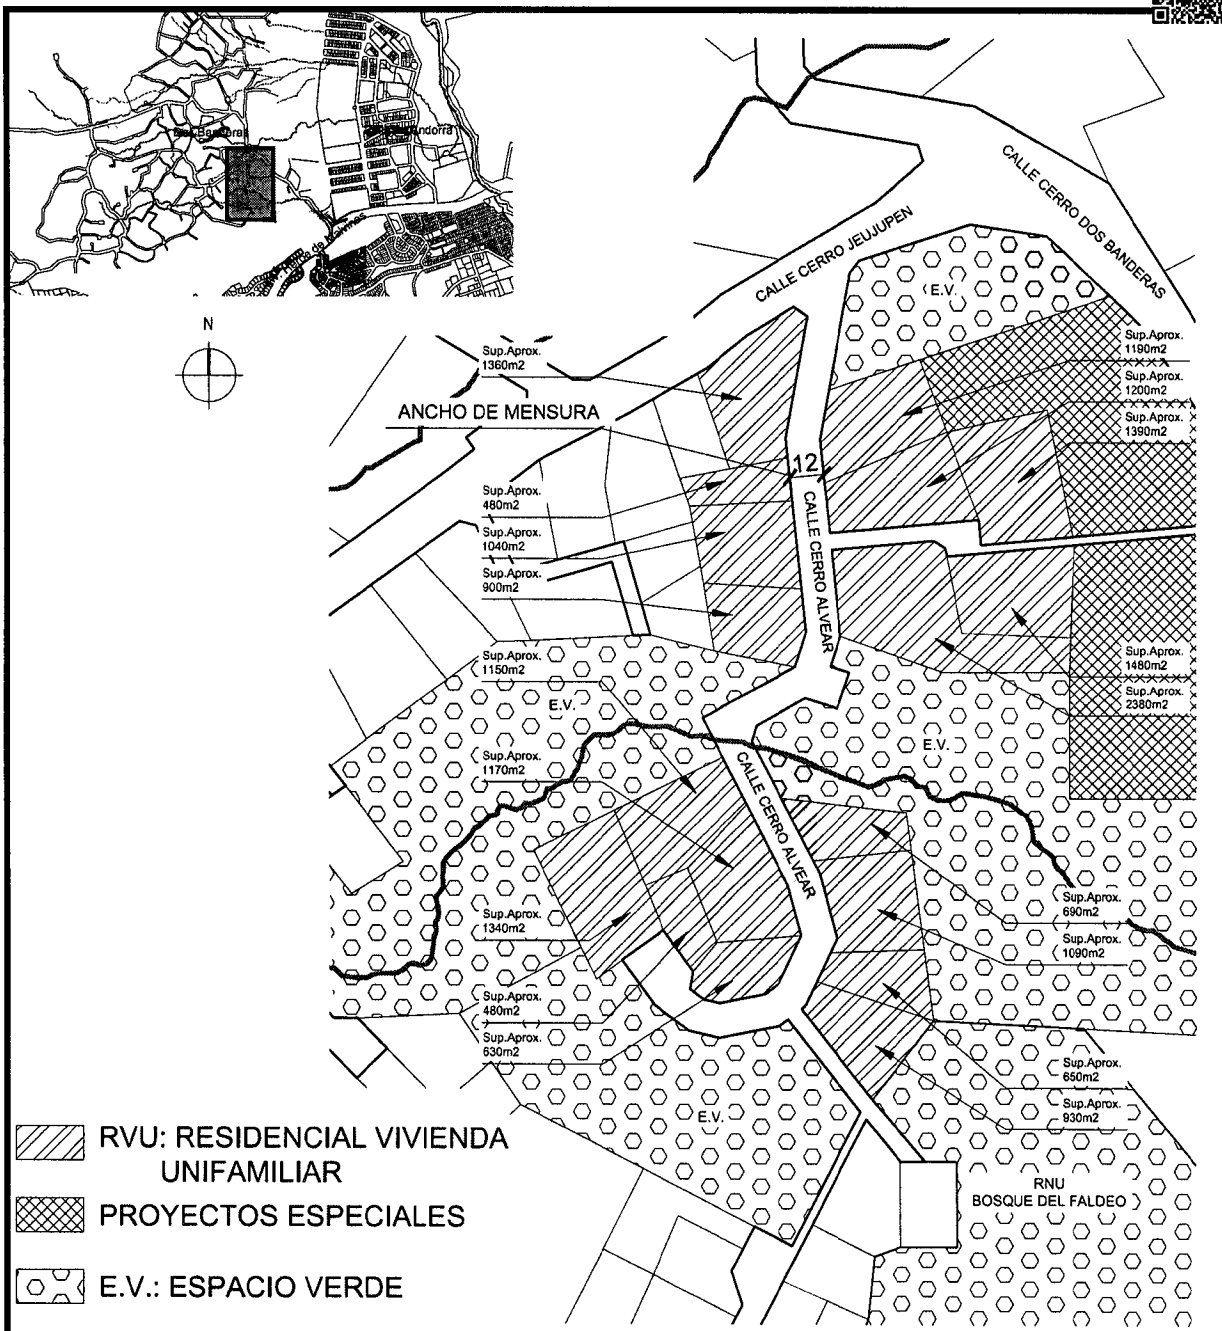 Dos Banderas
N
CALLE CERRO DOS BANDERAS
CALLE CERRO JEUJUPEN
E.V.
Sup.Aprox.
1360m2
ANCHO DE MENSURA
12
Sup.Aprox.
1190m2
Sup.Aprox.
1200m2
Sup.Aprox.
1390m2
Sup.Aprox.
480m2
Sup.Aprox.
1040m2
Sup.Aprox.
900m2
CALLE CERRO ALVEAR
Sup.Aprox.
1150m2
Sup.Aprox.
1480m2
Sup.Aprox.
2380m2
E.V.
E.V.
Sup.Aprox.
1170m2
CALLE CERRO ALVEAR
Sup.Aprox.
1340m2
Sup.Aprox.
690m2
Sup.Aprox.
1090m2
Sup.Aprox.
480m2
Sup.Aprox.
630m2
Sup.Aprox.
650m2
Sup.Aprox.
930m2
E.V.
RNU
BOSQUE DEL FALDEO
RVU: RESIDENCIAL VIVIENDA
UNIFAMILIAR
PROYECTOS ESPECIALES
E.V.: ESPACIO VERDE